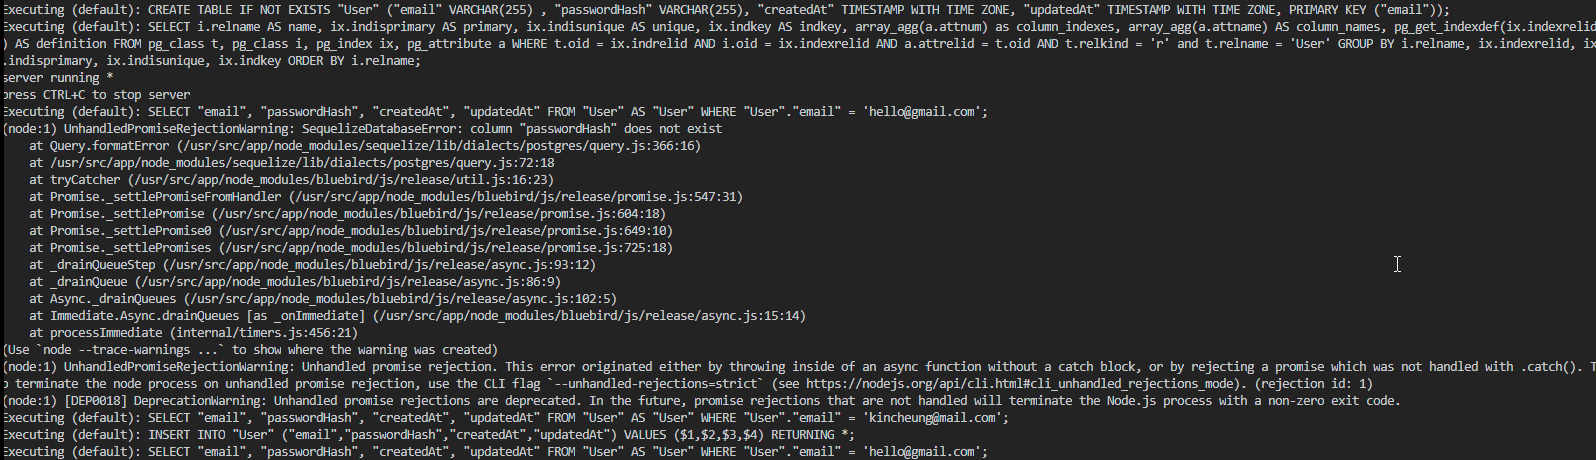 Executing (default): CREATE TABLE IF NOT EXISTS "User" ("email" VARCHAR(255) , "passwordHash" VARCHAR(255), "createdAt" TIMESTAMP WITH TIME ZONE, "updatedAt" TIMESTAMP WITH TIME ZONE, PRIMARY KEY ("email"));
Executing (default): SELECT i.relname AS name, ix.indisprimary AS primary, ix.indisunique AS unique, ix.indkey AS indkey, array_agg(a.attnum) as column_indexes, array_agg(a.attname) AS column_names, pg_get_indexdef(ix.indexrelid
) AS definition FROM pg_class t, pg_class i, pg_index ix, pg_attribute a WHERE t.oid = ix.indrelid AND i.oid = ix.indexrelid AND a.attrelid = t.oid AND t.relkind = 'r' and t.relname = 'User' GROUP BY i.relname, ix.indexrelid, ix
.indisprimary, ix.indisunique, ix.indkey ORDER BY i.relname;
server running *
press CTRL+C to stop server
Executing (default): SELECT "email", "passwordHash", "createdAt", "updatedAt" FROM "User" AS "User" WHERE "User"."email" = 'hello@gmail.com';
(node:1) UnhandledPromiseRejectionWarning: SequelizeDatabaseError: column "passwordHash" does not exist
at Query.formatError (/usr/src/app/node_modules/sequelize/lib/dialects/postgres/query.js:366:16)
at /usr/src/app/node_modules/sequelize/lib/dialects/postgres/query.js:72:18
at tryCatcher (/usr/src/app/node_modules/bluebird/js/release/util.js:16:23)
at Promise._settlePromiseFromHandler (/usr/src/app/node_modules/bluebird/js/release/promise.js:547:31)
at Promise._settlePromise (/usr/src/app/node_modules/bluebird/js/release/promise.js:604:18)
at Promise._settlePromise0 (/usr/src/app/node_modules/bluebird/js/release/promise.js:649:10)
at Promise._settlePromises (/usr/src/app/node_modules/bluebird/js/release/promise.js:725:18)
at _drainQueueStep (/usr/src/app/node_modules/bluebird/js/release/async.js:93:12)
at _drainQueue (/usr/src/app/node_modules/bluebird/js/release/async.js:86:9)
at Async._drainQueues (/usr/src/app/node_modules/bluebird/js/release/async.js:102:5)
at Immediate.Async.drainQueues [as _onImmediate] (/usr/src/app/node_modules/bluebird/js/release/async.js:15:14)
at processImmediate (internal/timers.js:456:21)
(Use `node --trace-warnings ...` to show where the warning was created)
(node:1) UnhandledPromiseRejectionWarning: Unhandled promise rejection. This error originated either by throwing inside of an async function without a catch block, or by rejecting a promise which was not handled with .catch(). T
o terminate the node process on unhandled promise rejection, use the CLI flag `--unhandled-rejections=strict` (see https://nodejs.org/api/cli.html#cli_unhandled_rejections_mode). (rejection id: 1)
(node:1) [DEP0018] DeprecationWarning: Unhandled promise rejections are deprecated. In the future, promise rejections that are not handled will terminate the Node.js process with a non-zero exit code.
Executing (default): SELECT "email", "passwordHash", "createdAt", "updatedAt" FROM "User" AS "User" WHERE "User"."email" = 'kincheung@mail.com';
Executing (default): INSERT INTO "User" ("email","passwordHash","createdAt","updatedAt") VALUES ($1,$2,$3,$4) RETURNING *;
Executing (default): SELECT "email", "passwordHash", "createdAt", "updatedAt" FROM "User" AS "User" WHERE "User"."email" = 'hello@gmail.com';